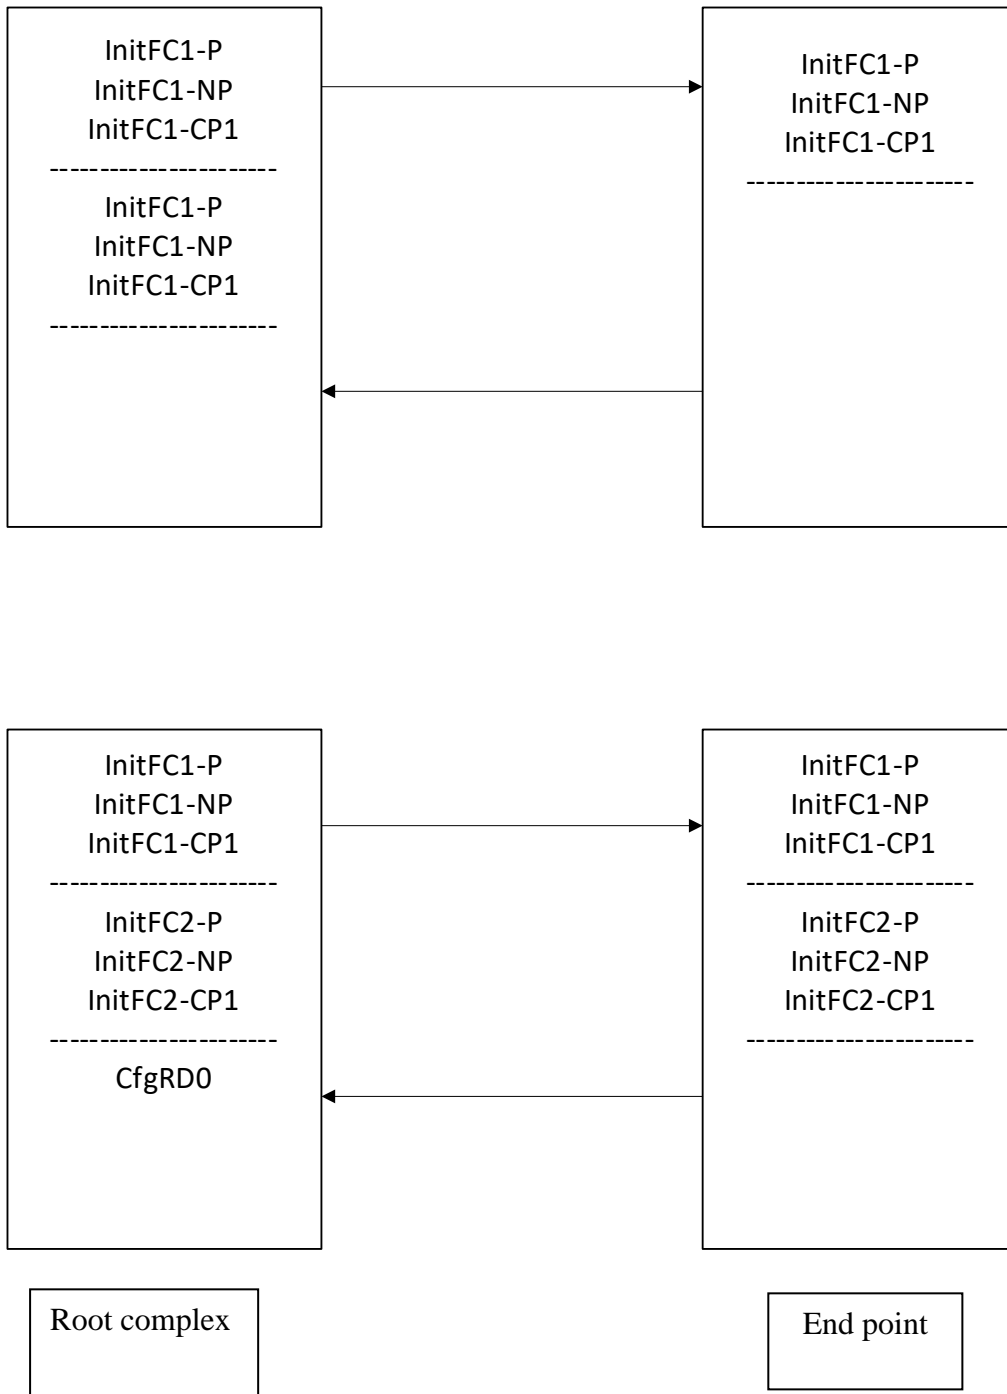 InitFC1-P
InitFC1-NP
InitFC1-CP1
-----------------------
InitFC1-P
InitFC1-NP
InitFC1-CP1
-----------------------
InitFC1-P
InitFC1-NP
InitFC1-CP1
-----------------------
InitFC1-P
InitFC1-NP
InitFC1-CP1
-----------------------
InitFC2-P
InitFC2-NP
InitFC2-CP1
-----------------------
CfgRD0
InitFC1-P
InitFC1-NP
InitFC1-CP1
-----------------------
InitFC2-P
InitFC2-NP
InitFC2-CP1
-----------------------
Root complex
End point